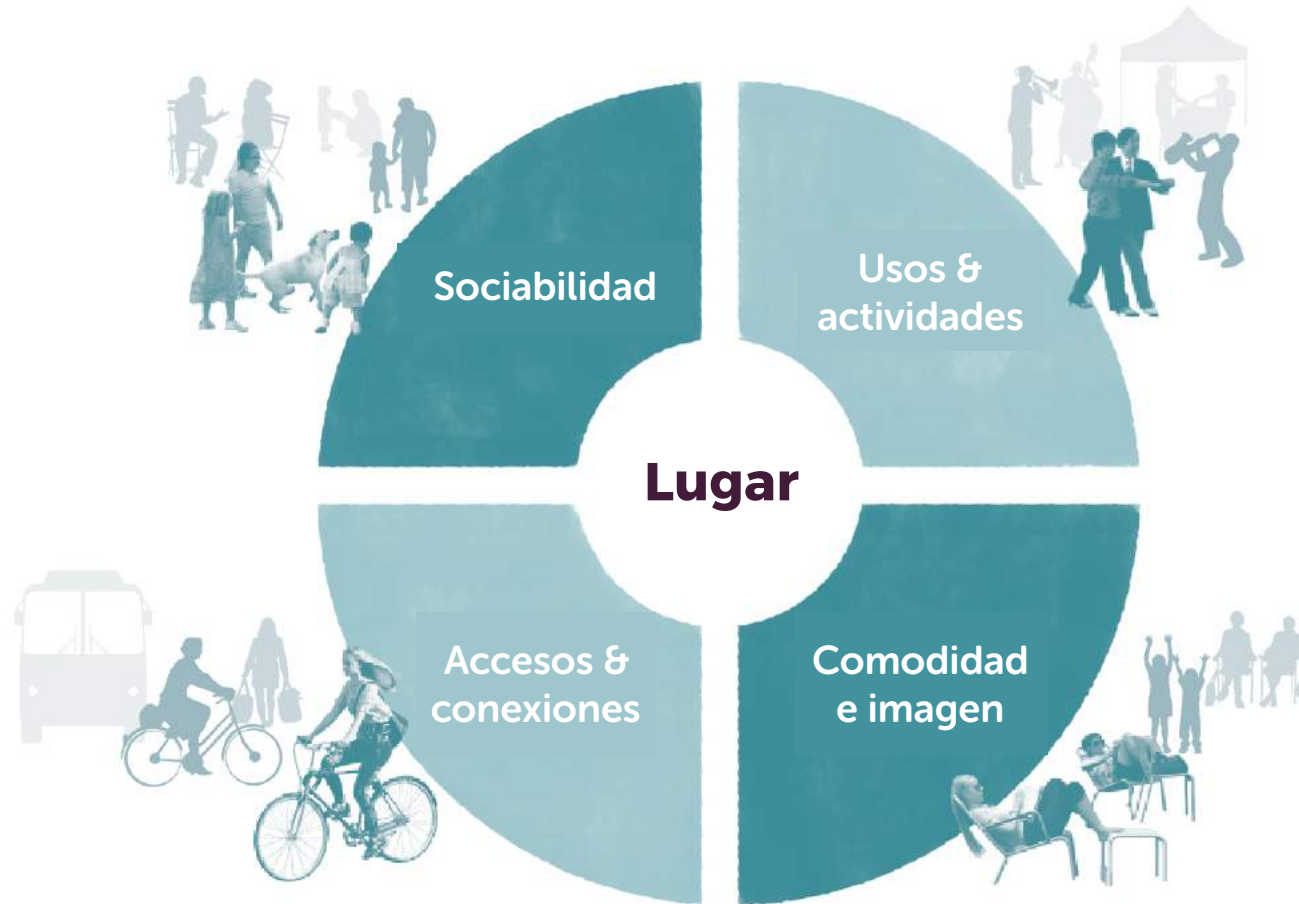 Sociabilidad
Usos &
actividades
Lugar
Accesos &
conexiones
Comodidad
e imagen